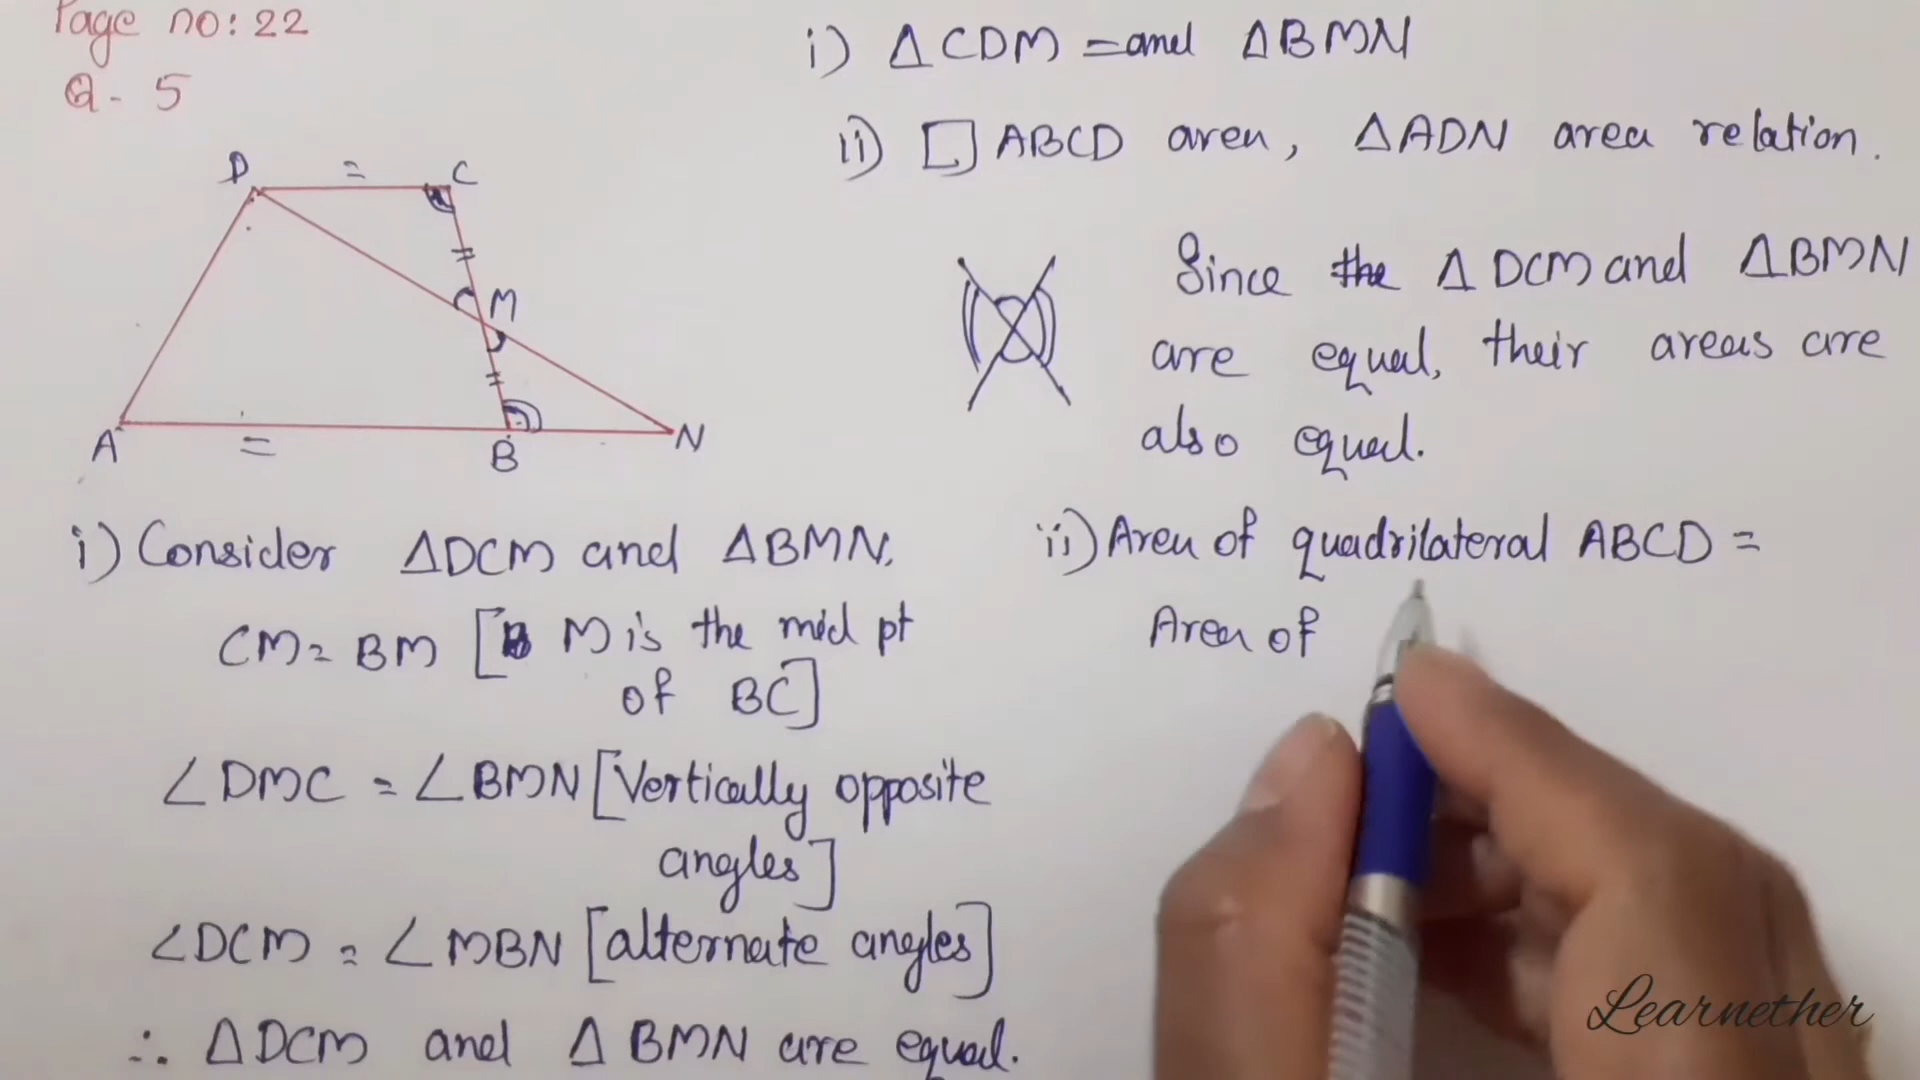 Page no: 22
Q - 5
i) △ CDM = and △BMN
ii) ABCD area, △ADN area relation.
D = C
M
A = B N
Since the △ DCM and △BMN
are equal, their areas are
also equal.
i) Consider △DCM and △BMN,
CM = BM [ M is the mid pt
of BC]
∠DMC = ∠BMN [Vertically opposite
angles]
∠DCM = ∠MBN [alternate angles]
∴ △DCM and △BMN are equal.
ii) Area of quadrilateral ABCD =
Area of
Learnether